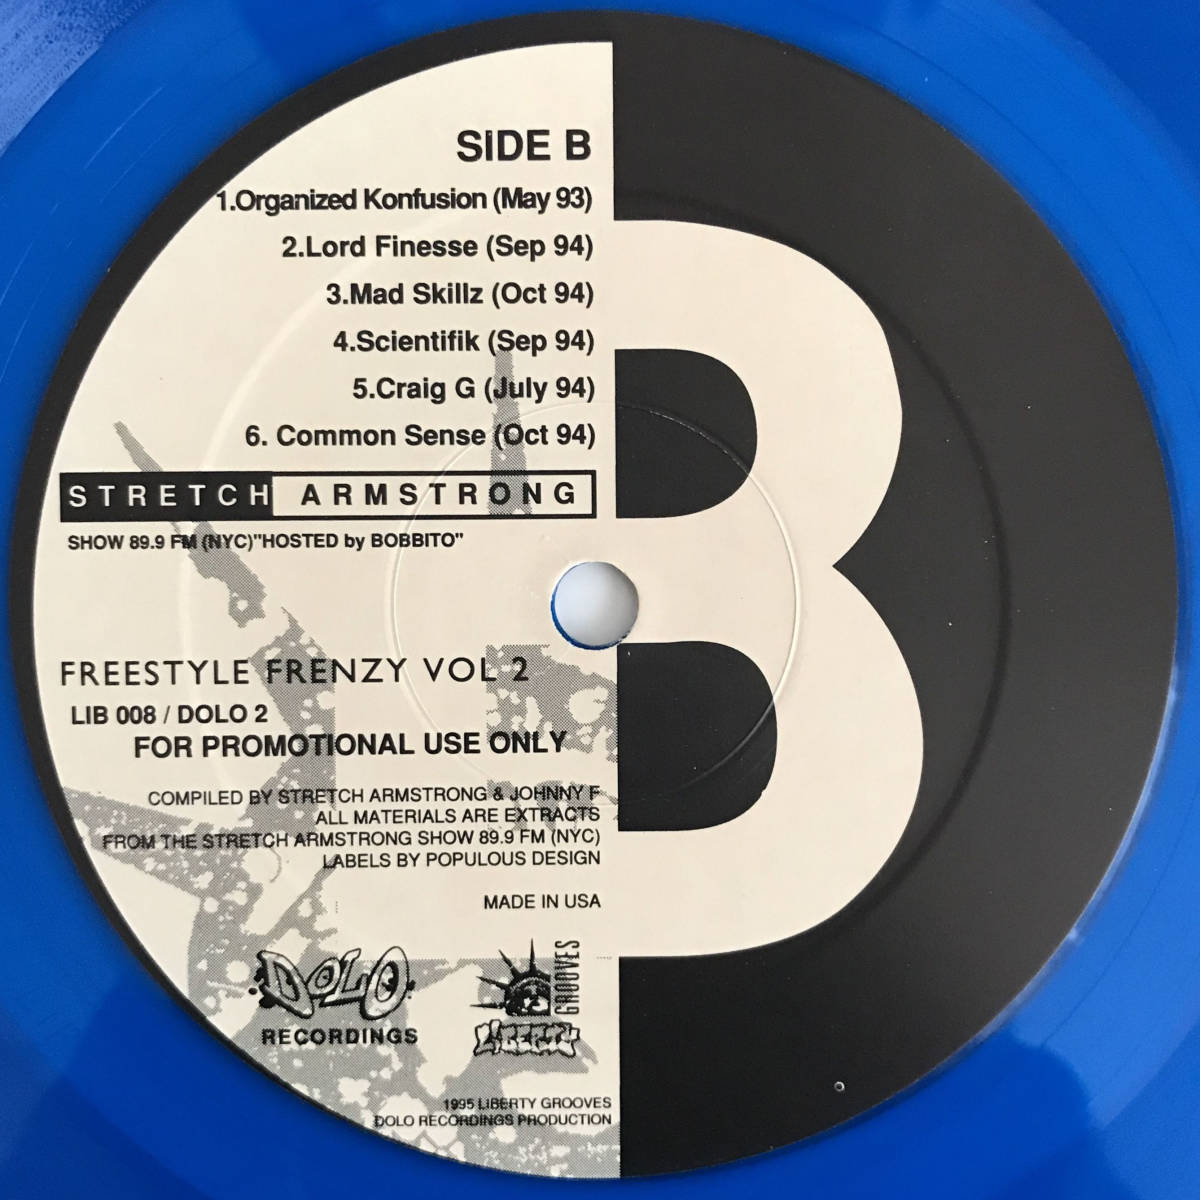 SIDE B
1.Organized Konfusion (May 93)
2.Lord Finesse (Sep 94)
3.Mad Skillz (Oct 94)
4.Scientifik (Sep 94)
5.Craig G (July 94)
6. Common Sense (Oct 94)
STRETCH ARMSTRONG
SHOW 89.9 FM (NYC)"HOSTED by BOBBITO"
FREESTYLE FRENZY VOL 2
LIB 008 / DOLO 2
FOR PROMOTIONAL USE ONLY
COMPILED BY STRETCH ARMSTRONG & JOHNNY F
ALL MATERIALS ARE EXTRACTS
FROM THE STRETCH ARMSTRONG SHOW 89.9 FM (NYC)
LABELS BY POPULOUS DESIGN
MADE IN USA
DOLO
RECORDINGS
LIBERTY
GROOVES
1995 LIBERTY GROOVES
DOLO RECORDINGS PRODUCTION
B